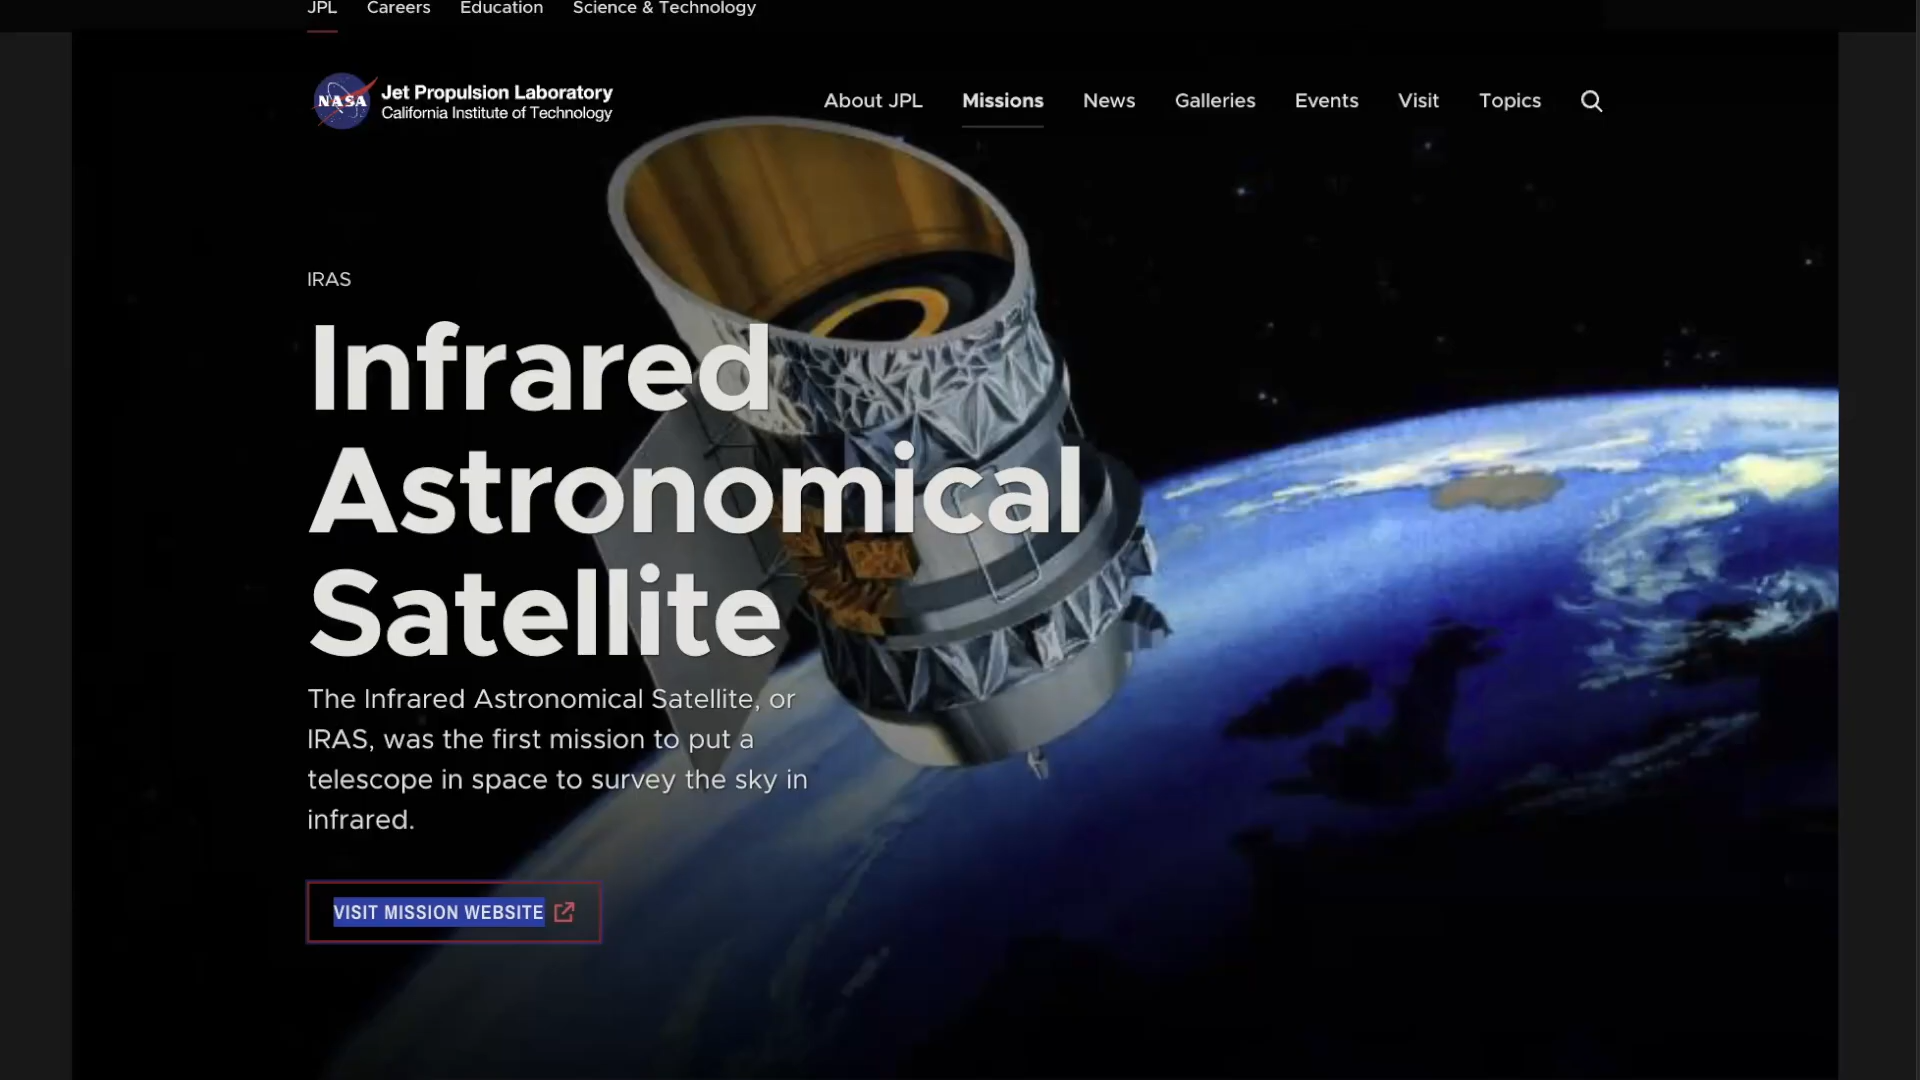 JPL Careers Education Science & Technology
NASA Jet Propulsion Laboratory
California Institute of Technology
About JPL Missions News Galleries Events Visit Topics
IRAS
Infrared
Astronomical
Satellite
The Infrared Astronomical Satellite, or
IRAS, was the first mission to put a
telescope in space to survey the sky in
infrared.
VISIT MISSION WEBSITE